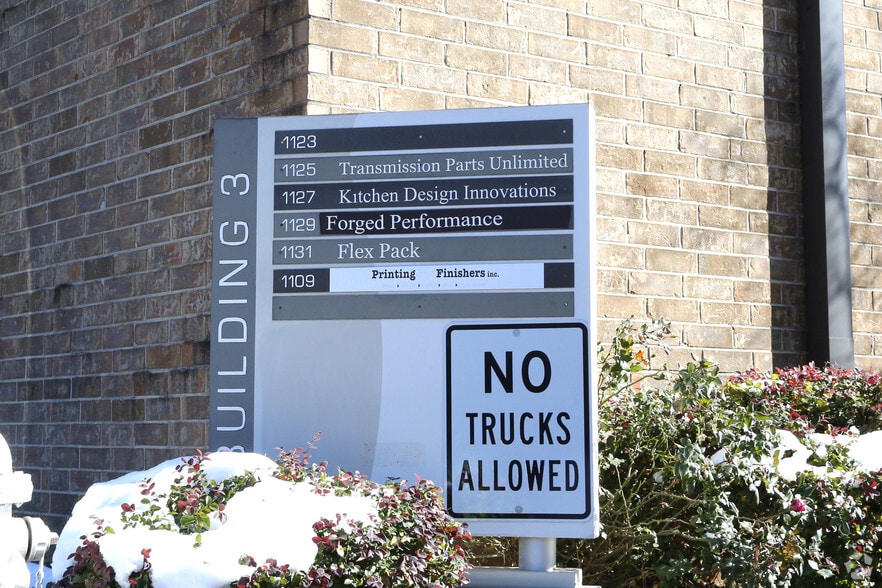 BUILDING 3
1123
1125 Transmission Parts Unlimited
1127 Kitchen Design Innovations
1129 Forged Performance
1131 Flex Pack
1109 Printing Finishers inc.
NO
TRUCKS
ALLOWED